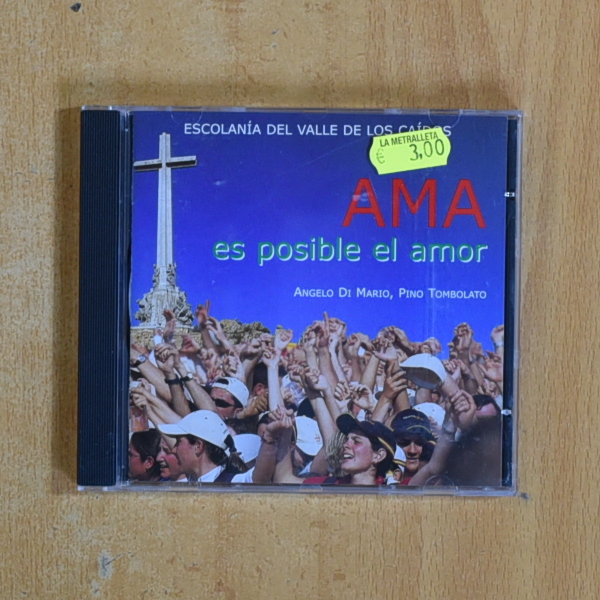 ESCOLANÍA DEL VALLE DE LOS CAÍDOS
LA METRALLETA
€ 3,00
AMA
es posible el amor
ANGELO DI MARIO, PINO TOMBOLATO